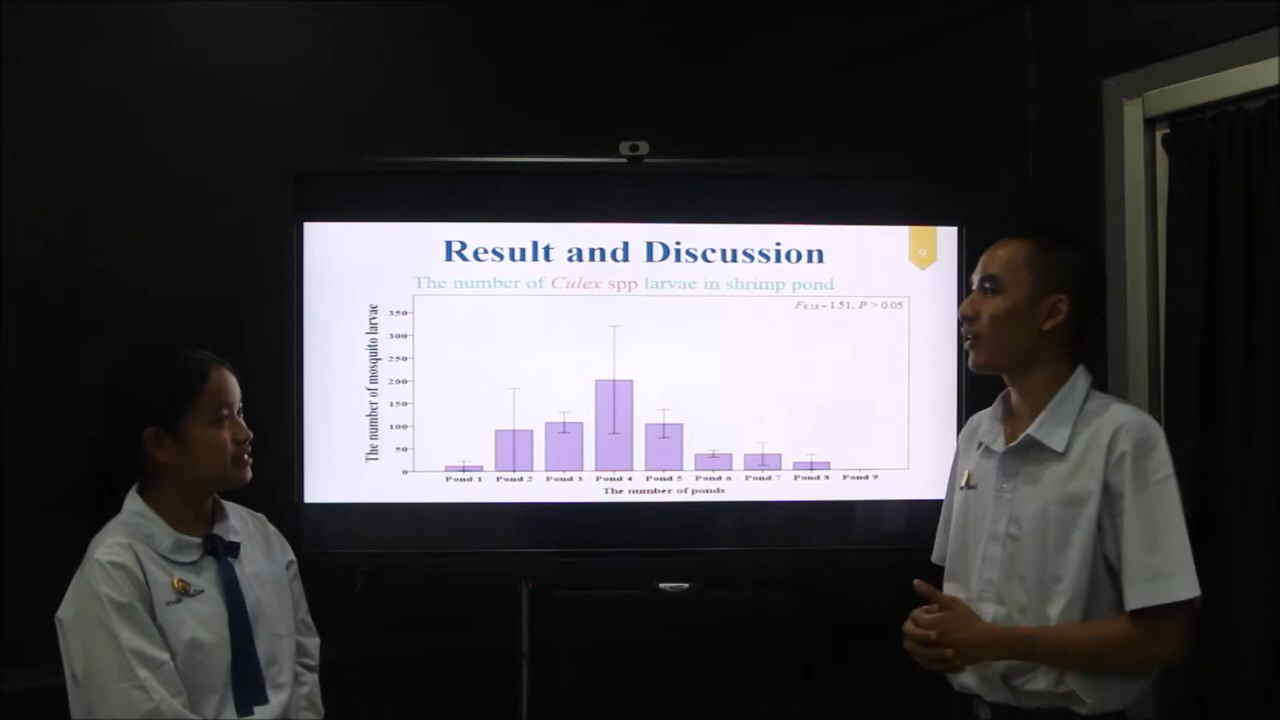 Result and Discussion
9
The number of Culex spp larvae in shrimp pond
F8,18 = 1.51, P > 0.05
The number of mosquito larvae
350
300
250
200
150
100
50
0
Pond 1 Pond 2 Pond 3 Pond 4 Pond 5 Pond 6 Pond 7 Pond 8 Pond 9
The number of ponds